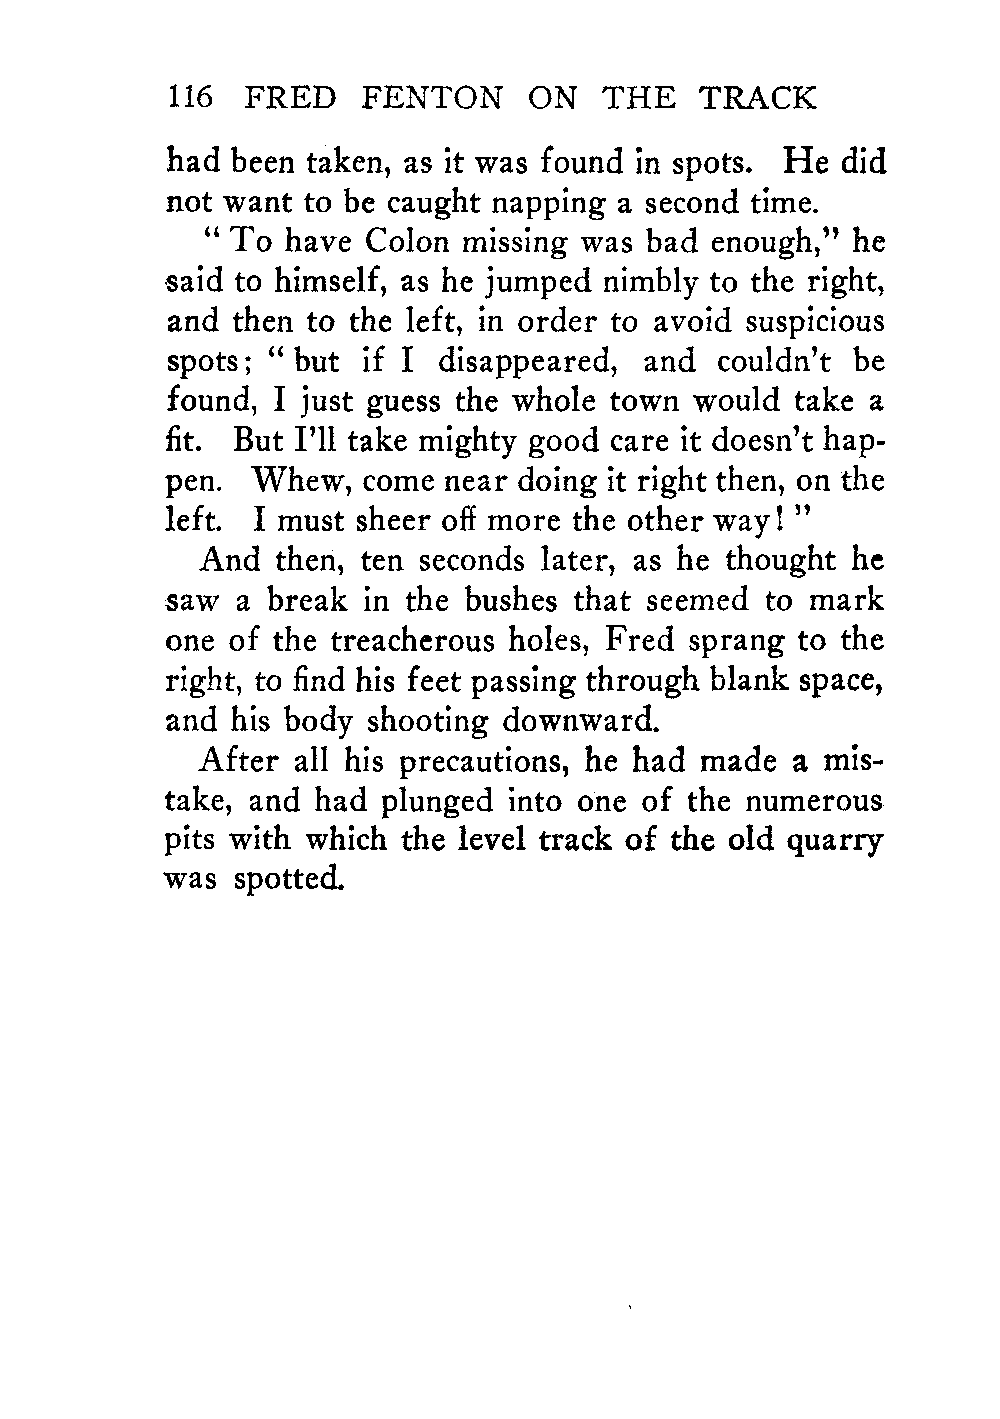 116 FRED FENTON ON THE TRACK
had been taken, as it was found in spots. He did
not want to be caught napping a second time.
“ To have Colon missing was bad enough,” he
said to himself, as he jumped nimbly to the right,
and then to the left, in order to avoid suspicious
spots; “ but if I disappeared, and couldn’t be
found, I just guess the whole town would take a
fit. But I’ll take mighty good care it doesn’t hap-
pen. Whew, come near doing it right then, on the
left. I must sheer off more the other way! ”
And then, ten seconds later, as he thought he
saw a break in the bushes that seemed to mark
one of the treacherous holes, Fred sprang to the
right, to find his feet passing through blank space,
and his body shooting downward.
After all his precautions, he had made a mis-
take, and had plunged into one of the numerous
pits with which the level track of the old quarry
was spotted.